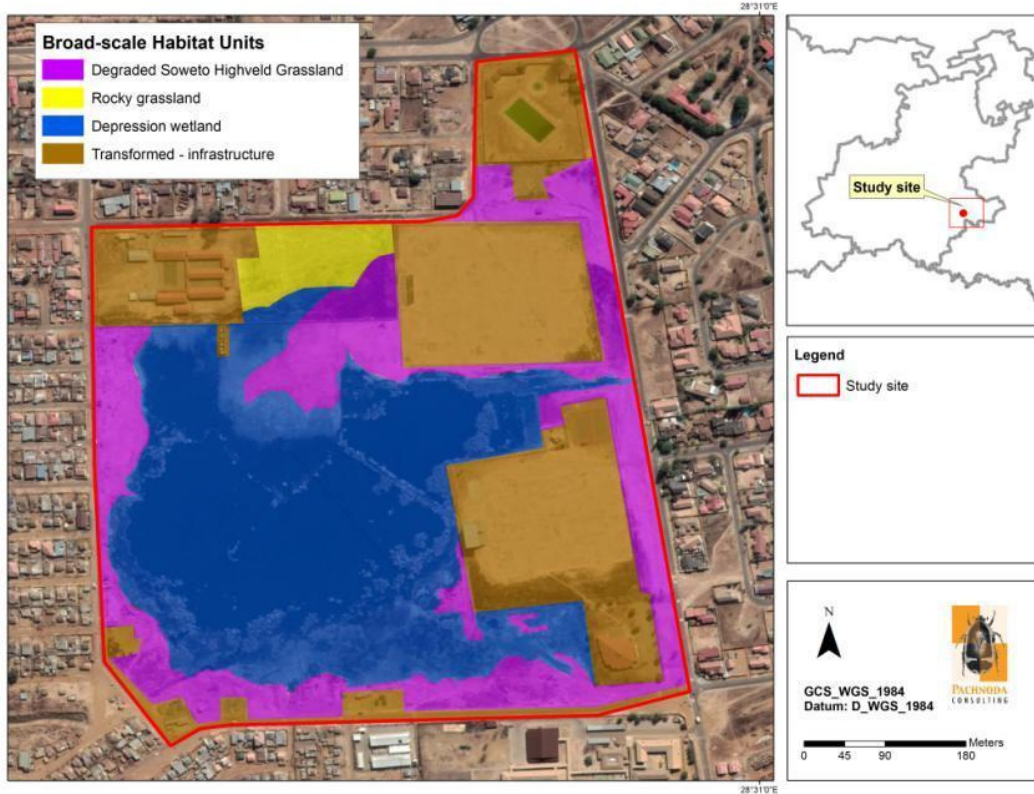 28°31'0"E
Broad-scale Habitat Units
Degraded Soweto Highveld Grassland
Rocky grassland
Depression wetland
Transformed - infrastructure
Study site
Legend
Study site
N
GCS_WGS_1984
Datum: D_WGS_1984
PACHNODA
CONSULTING
Meters
0 45 90 180
28°31'0"E